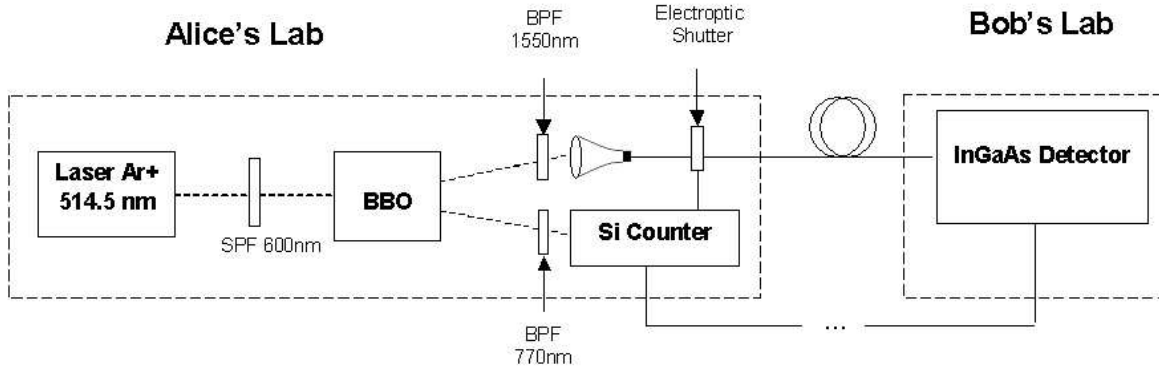 Alice's Lab
BPF
1550nm
Electroptic
Shutter
Bob's Lab
Laser Ar+
514.5 nm
SPF 600nm
BBO
Si Counter
InGaAs Detector
...
BPF
770nm